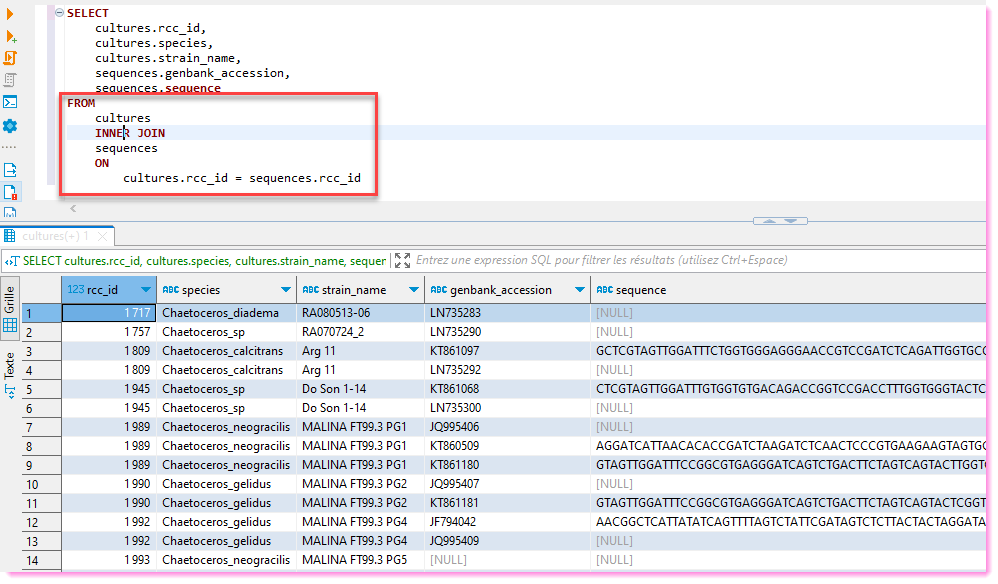 SELECT
cultures.rcc_id,
cultures.species,
cultures.strain_name,
sequences.genbank_accession,
sequences.sequence
FROM
cultures
INNER JOIN
sequences
ON
cultures.rcc_id = sequences.rcc_id
cultures(+) 1
SELECT cultures.rcc_id, cultures.species, cultures.strain_name, sequer Entrez une expression SQL pour filtrer les résultats (utilisez Ctrl+Espace)
Grille
Texte
123 rcc_id ABC species ABC strain_name ABC genbank_accession ABC sequence
1 1 717 Chaetoceros_diadema RA080513-06 LN735283 [NULL]
2 1 757 Chaetoceros_sp RA070724_2 LN735290 [NULL]
3 1 809 Chaetoceros_calcitrans Arg 11 KT861097 GCTCGTAGTTGGATTTCTGGTGGGAGGGAACCGTCCGATCTCAGATTGGTGCC
4 1 809 Chaetoceros_calcitrans Arg 11 LN735292 [NULL]
5 1 945 Chaetoceros_sp Do Son 1-14 KT861068 CTCGTAGTTGGATTTGTGGTGTGACAGACCGGTCCGACCTTTGGTGGGTACTC
6 1 945 Chaetoceros_sp Do Son 1-14 LN735300 [NULL]
7 1 989 Chaetoceros_neogracilis MALINA FT99.3 PG1 JQ995406 [NULL]
8 1 989 Chaetoceros_neogracilis MALINA FT99.3 PG1 KT860509 AGGATCATTAACACACCGATCTAAGATCTCAACTCCCGTGAAGAAGTAGTGC
9 1 989 Chaetoceros_neogracilis MALINA FT99.3 PG1 KT861180 GTAGTTGGATTTCCGGCGTGAGGGATCAGTCTGACTTCTAGTCAGTACTTGGT
10 1 990 Chaetoceros_gelidus MALINA FT99.3 PG2 JQ995407 [NULL]
11 1 990 Chaetoceros_gelidus MALINA FT99.3 PG2 KT861181 GTAGTTGGATTTCCGGCGTGAGGGATCAGTCTGACTTCTAGTCAGTACTCGGT
12 1 992 Chaetoceros_gelidus MALINA FT99.3 PG4 JF794042 AACGGCTCATTATATCAGTTTTAGTCTATTCGATAGTCTCTTACTACTAGGATA
13 1 992 Chaetoceros_gelidus MALINA FT99.3 PG4 JQ995409 [NULL]
14 1 993 Chaetoceros_neogracilis MALINA FT99.3 PG5 [NULL] [NULL]